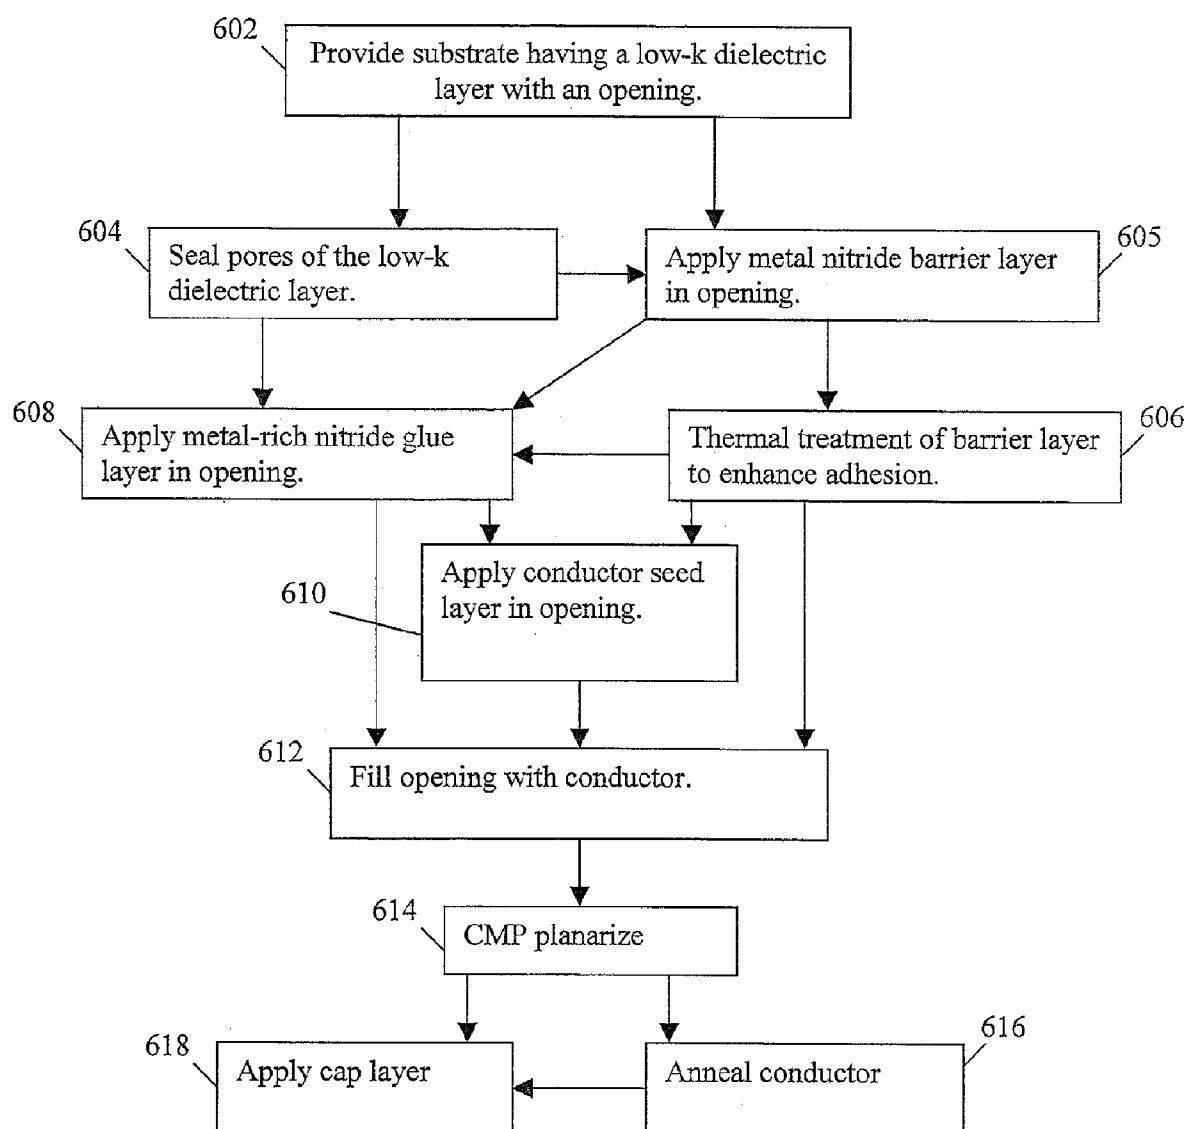 602
Provide substrate having a low-k dielectric
layer with an opening.
604
Seal pores of the low-k
dielectric layer.
605
Apply metal nitride barrier layer
in opening.
608
Apply metal-rich nitride glue
layer in opening.
606
Thermal treatment of barrier layer
to enhance adhesion.
610
Apply conductor seed
layer in opening.
612
Fill opening with conductor.
614
CMP planarize
618
Apply cap layer
616
Anneal conductor